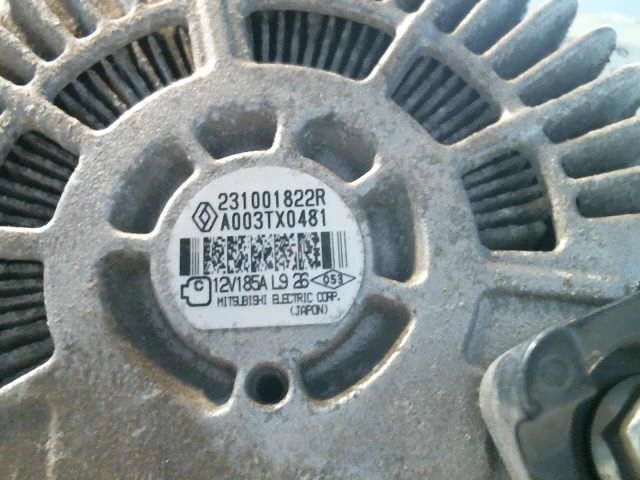 231001822R
A003TX0481
C 12V185A L9 26 053
MITSUBISHI ELECTRIC CORP.
(JAPON)